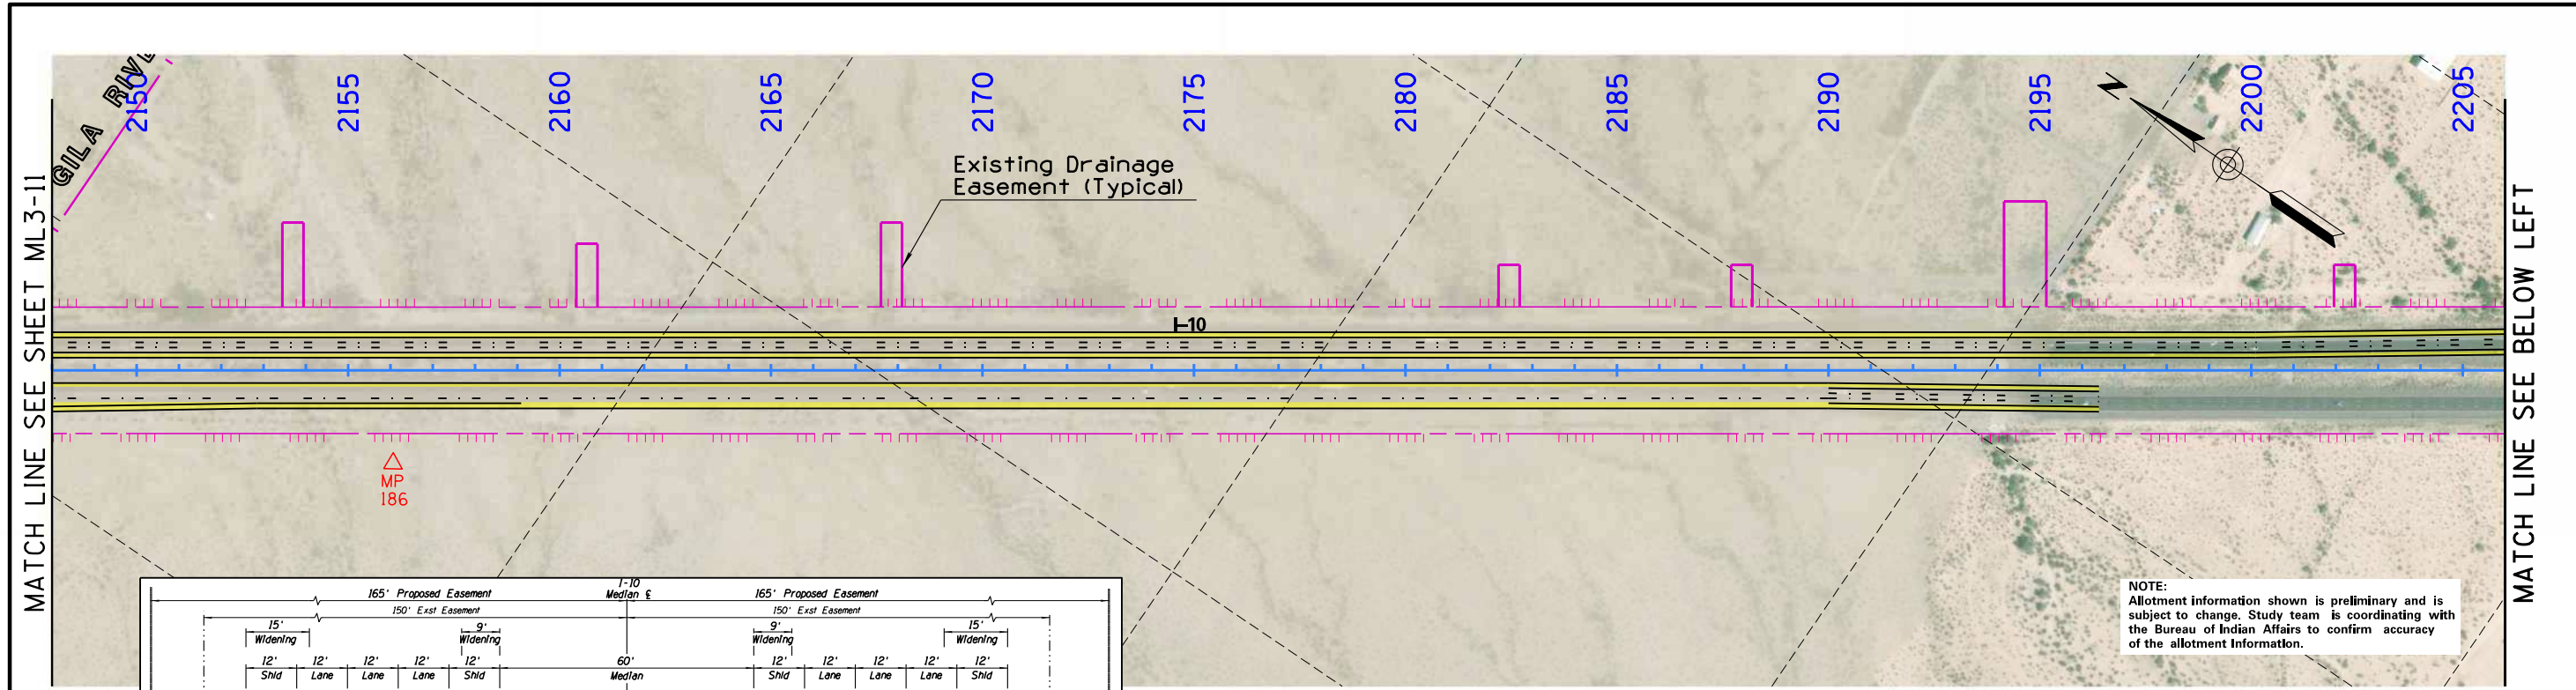 GILA RIVE
2150
2155
2160
2165
2170
2175
2180
2185
2190
2195
2200
2205
N
MATCH LINE SEE SHEET ML3-11
Existing Drainage
Easement (Typical)
I-10
MATCH LINE SEE BELOW LEFT
MP
186
I-10
165' Proposed Easement
Median ℄
165' Proposed Easement
150' Exst Easement
150' Exst Easement
15'
Widening
9'
Widening
9'
Widening
15'
Widening
12' 12' 12' 12' 12' 60' 12' 12' 12' 12' 12'
Shld Lane Lane Lane Shld Median Shld Lane Lane Lane Shld
NOTE:
Allotment information shown is preliminary and is
subject to change. Study team is coordinating with
the Bureau of Indian Affairs to confirm accuracy
of the allotment Information.